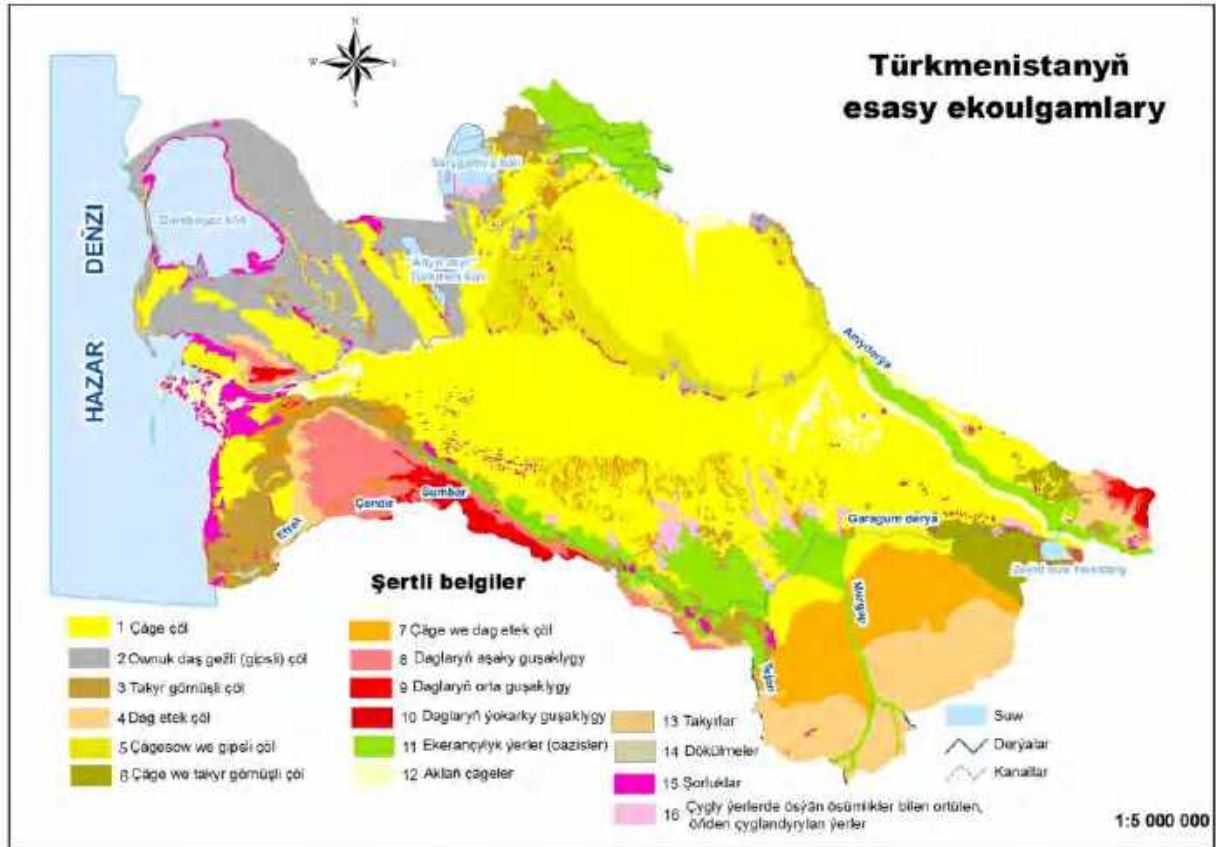 N
W E
S
Türkmenistanyň
esasy ekoulgamlary
HAZAR DEŇZI
Amyderýa
Garagum derýa
Murgap
Tejen
Sumbar
Çendir
Etrek
Şertli belgiler
1 Çäge çöl
2 Ownuk daş geňli (gipsli) çöl
3 Takyr görnüşli çöl
4 Dag etek çöl
5 Çägesow we gipsli çöl
6 Çäge we takyr görnüşli çöl
7 Çäge we dag etek çöl
8 Daglaryň aşaky guşaklygy
9 Daglaryň orta guşaklygy
10 Daglaryň ýokarky guşaklygy
11 Ekerançylyk ýerler (oazisler)
12 Aklaň çägeler
13 Takyrlar
14 Dökülmeler
15 Şorluklar
16 Çygly ýerlerde ösýän ösümlikler bilen örtülen,
öňden çyglandyrylan ýerler
Suw
Derýalar
Kanallar
1:5 000 000